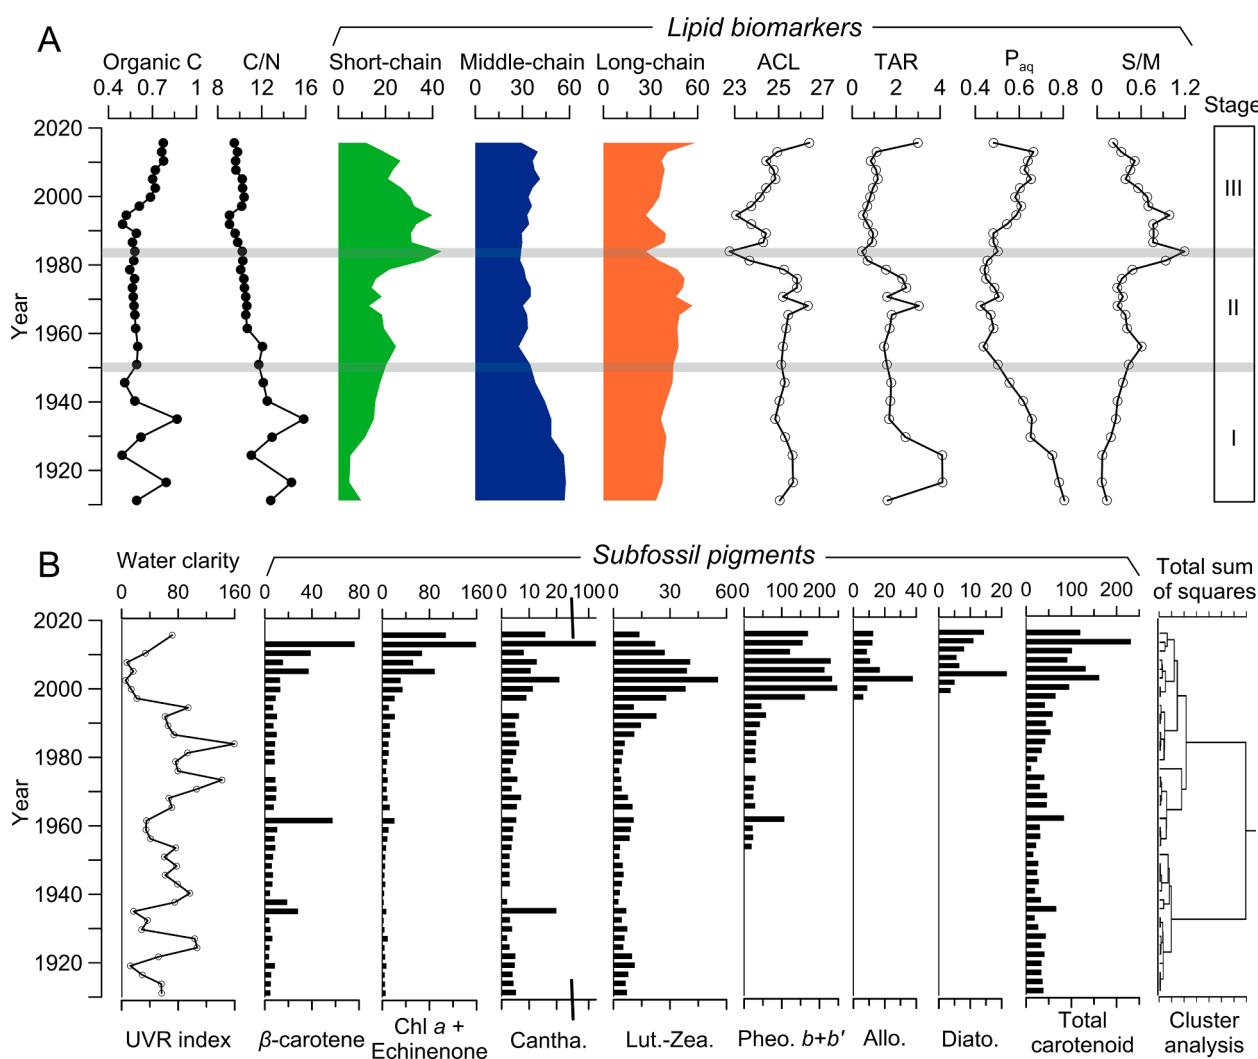 A
Lipid biomarkers
Organic C C/N Short-chain Middle-chain Long-chain ACL TAR Paq S/M
0.4 0.7 1 8 12 16 0 20 40 0 30 60 0 30 60 23 25 27 0 2 4 0.4 0.6 0.8 0 0.6 1.2
Stage
2020
2000
1980
1960
1940
1920
Year
III
II
I
B
Subfossil pigments
Water clarity
Total sum
of squares
0 80 160 0 40 80 0 80 160 0 10 20 100 0 30 60 0 100 200 0 20 40 0 10 20 0 100 200
2020
2000
1980
1960
1940
1920
Year
UVR index β-carotene Chl a +
Echinenone Cantha. Lut.-Zea. Pheo. b+b′ Allo. Diato. Total
carotenoid Cluster
analysis